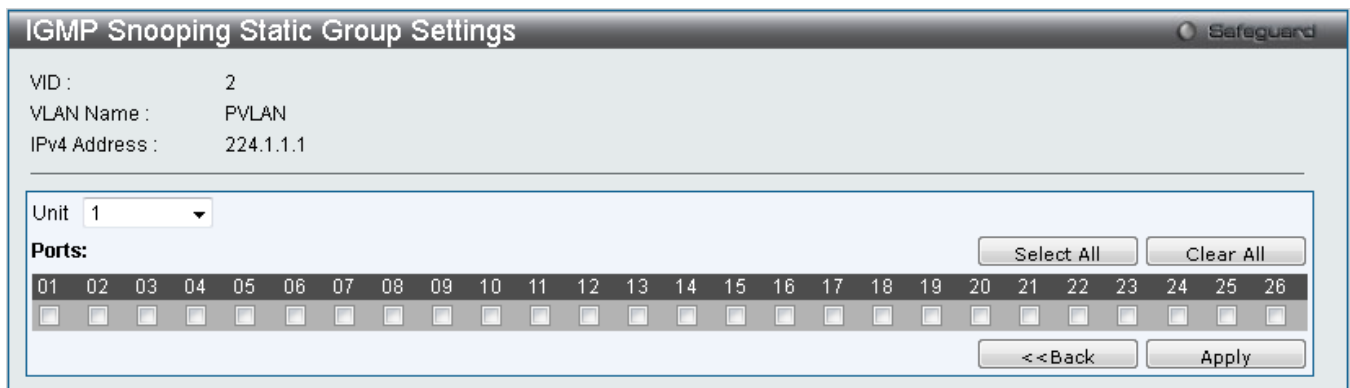 IGMP Snooping Static Group Settings Safeguard
VID : 2
VLAN Name : PVLAN
IPv4 Address : 224.1.1.1
Unit 1
Ports: Select All Clear All
01 02 03 04 05 06 07 08 09 10 11 12 13 14 15 16 17 18 19 20 21 22 23 24 25 26
<<Back Apply